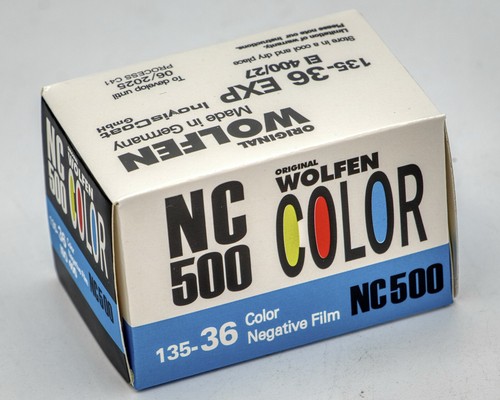 Store in a cool and dry place
Limitation of warranty,
Please note our instructions.
135-36 EXP
EI 400/27
To develop until
06/2025
PROCESS C41
ORIGINAL
WOLFEN
Made in Germany
InovisCoat
GmbH
NC
500
ORIGINAL
WOLFEN
COLOR
135-36
Color
Negative Film
NC500
NC
500
WOLFEN
COLOR
135-36
NC500